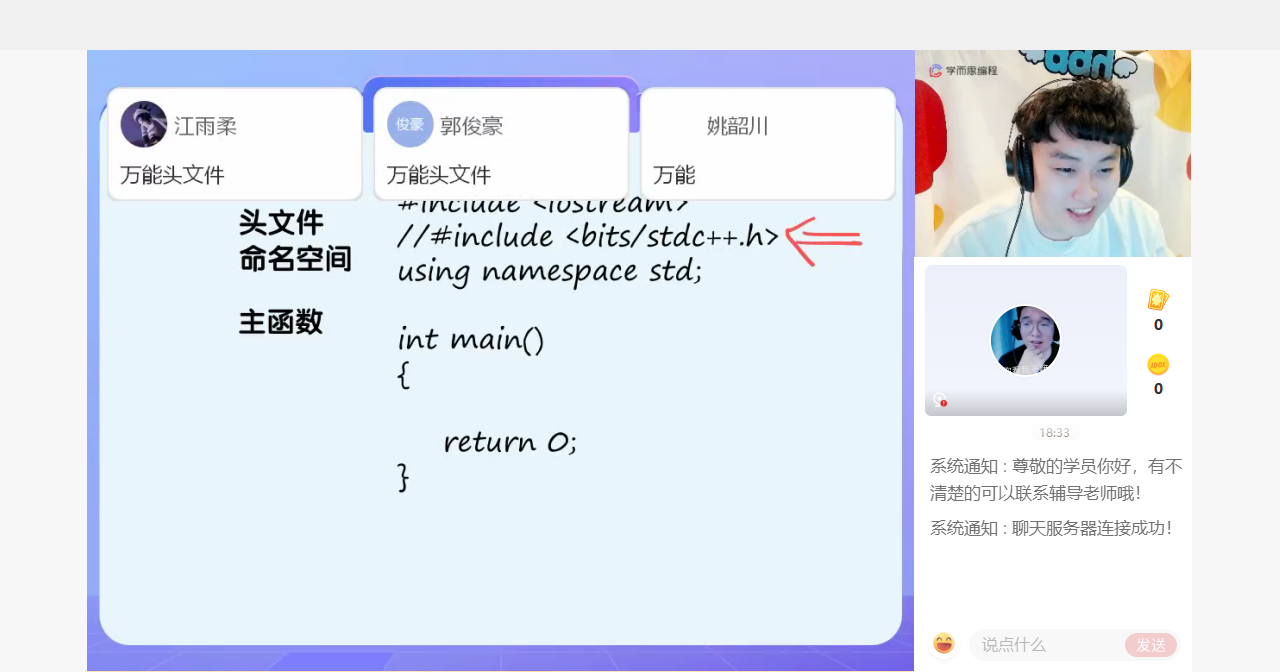 学而思编程
江雨柔
万能头文件
俊豪
郭俊豪
万能头文件
姚韶川
万能
头文件
命名空间
主函数
#include <iostream>
//#include <bits/stdc++.h>
using namespace std;
int main()
{
return 0;
}
0
0
18:33
系统通知 : 尊敬的学员你好，有不
清楚的可以联系辅导老师哦！
系统通知 : 聊天服务器连接成功！
说点什么
发送